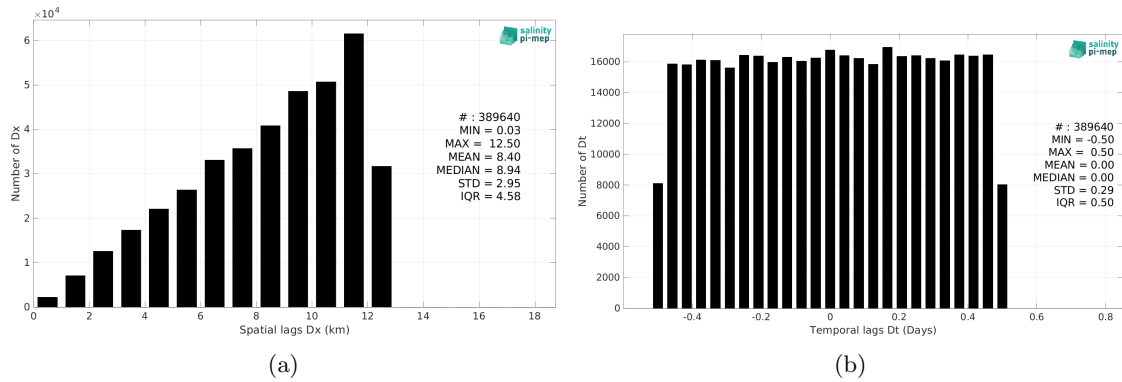 ×10⁴
6
5
4
3
2
1
0
Number of Dx
salinity
pi-mep
# : 389640
MIN = 0.03
MAX = 12.50
MEAN = 8.40
MEDIAN = 8.94
STD = 2.95
IQR = 4.58
0 2 4 6 8 10 12 14 16 18
Spatial lags Dx (km)
(a)
16000
14000
12000
10000
8000
6000
4000
2000
0
Number of Dt
salinity
pi-mep
# : 389640
MIN = -0.50
MAX = 0.50
MEAN = 0.00
MEDIAN = 0.00
STD = 0.29
IQR = 0.50
-0.4 -0.2 0 0.2 0.4 0.6 0.8
Temporal lags Dt (Days)
(b)